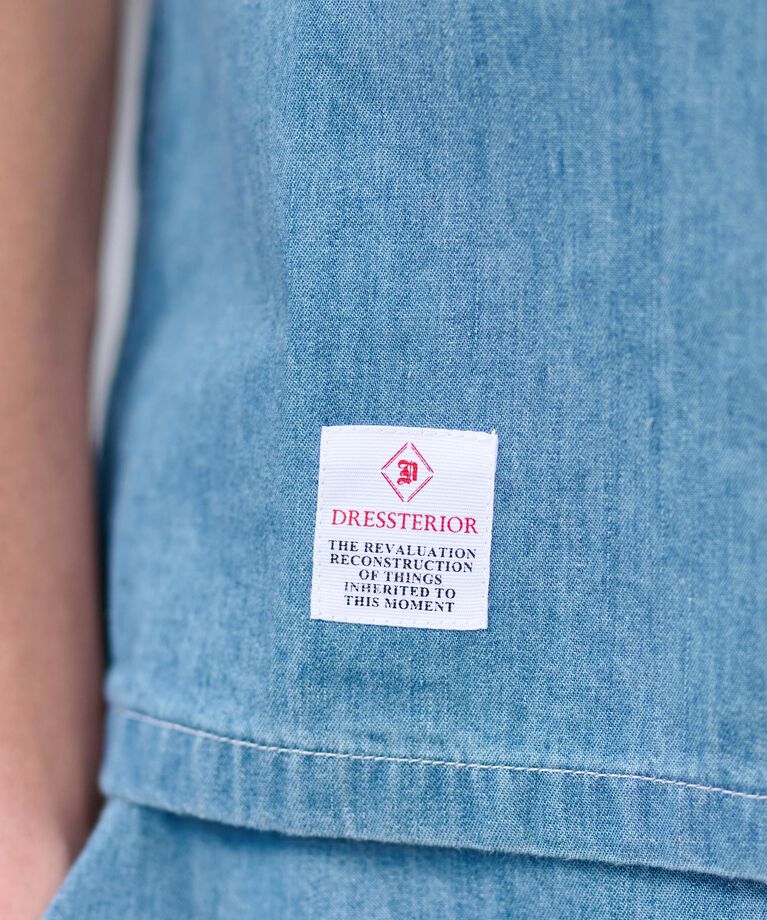 D
DRESSTERIOR
THE REVALUATION
RECONSTRUCTION
OF THINGS
INHERITED TO
THIS MOMENT